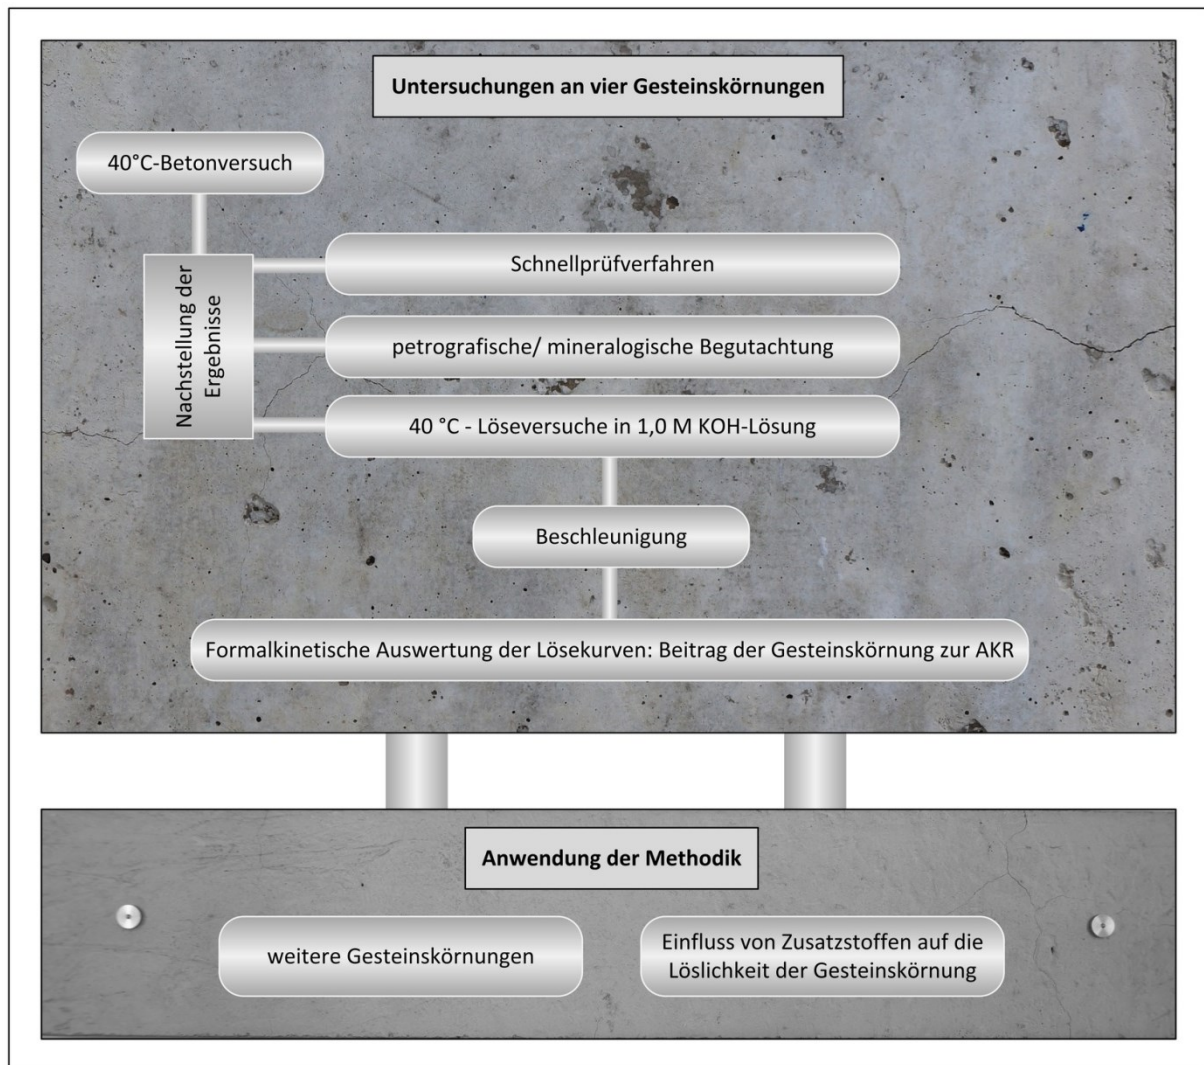 Untersuchungen an vier Gesteinskörnungen
40°C-Betonversuch
Nachstellung der
Ergebnisse
Schnellprüfverfahren
petrografische/ mineralogische Begutachtung
40 °C - Löseversuche in 1,0 M KOH-Lösung
Beschleunigung
Formalkinetische Auswertung der Lösekurven: Beitrag der Gesteinskörnung zur AKR
Anwendung der Methodik
weitere Gesteinskörnungen
Einfluss von Zusatzstoffen auf die
Löslichkeit der Gesteinskörnung